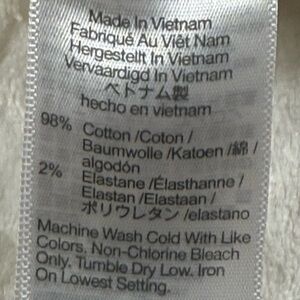 Made In Vietnam
Fabriqué Au Việt Nam
Hergestellt In Vietnam
Vervaardigd In Vietnam
ベトナム製
hecho en vietnam
98% Cotton /Coton /
Baumwolle /Katoen /綿 /
algodón
2% Elastane /Élasthanne /
Elastan /Elastaan /
ポリウレタン /elastano
Machine Wash Cold With Like
Colors. Non-Chlorine Bleach
Only. Tumble Dry Low. Iron
On Lowest Setting.